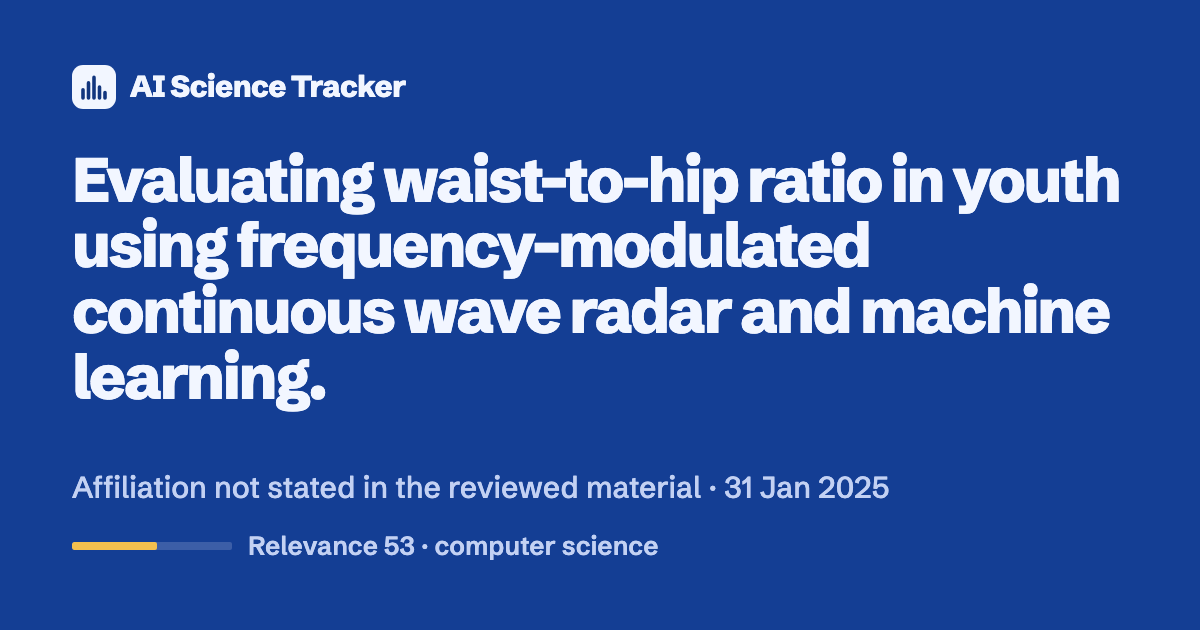 AI Science Tracker
Evaluating waist-to-hip ratio in youth
using frequency-modulated
continuous wave radar and machine
learning.
Affiliation not stated in the reviewed material · 31 Jan 2025
Relevance 53 · computer science